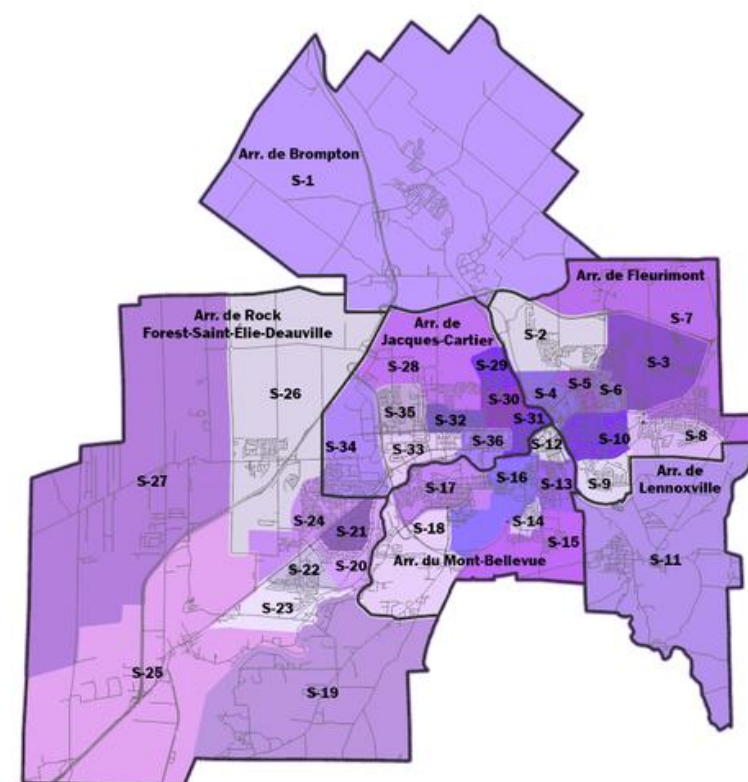 Arr. de Brompton
S-1
Arr. de Fleurimont
S-7
Arr. de Rock
Forest-Saint-Élie-Deauville
Arr. de
Jacques-Cartier
S-2
S-3
S-28
S-29
S-5
S-6
S-4
S-26
S-30
S-35
S-32
S-31
S-10
S-8
S-36
S-12
S-34
S-33
Arr. de
Lennoxville
S-27
S-16
S-9
S-17
S-13
S-24
S-14
S-21
S-18
S-15
Arr. du Mont-Bellevue
S-11
S-22
S-20
S-23
S-25
S-19